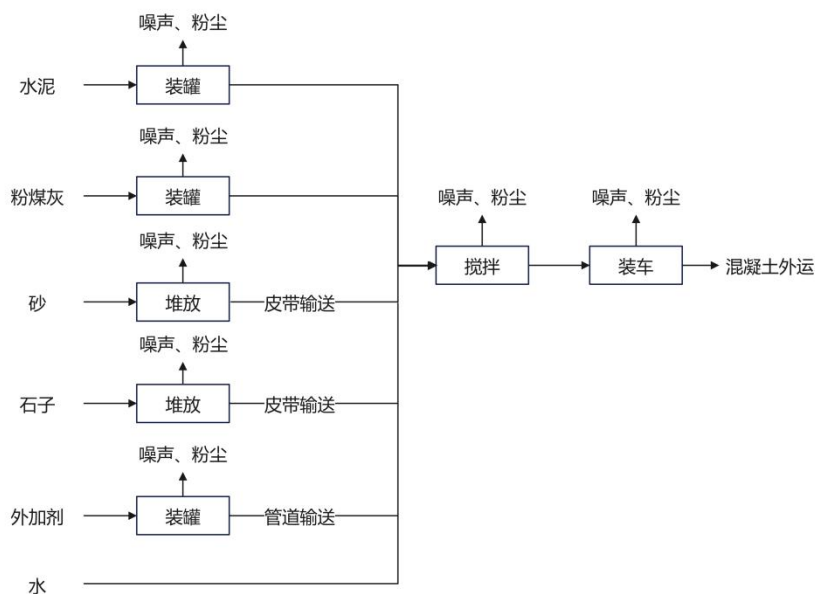 噪声、粉尘
水泥
装罐
噪声、粉尘
粉煤灰
装罐
噪声、粉尘
噪声、粉尘
噪声、粉尘
搅拌
装车
混凝土外运
砂
堆放
皮带输送
噪声、粉尘
石子
堆放
皮带输送
噪声、粉尘
外加剂
装罐
管道输送
水